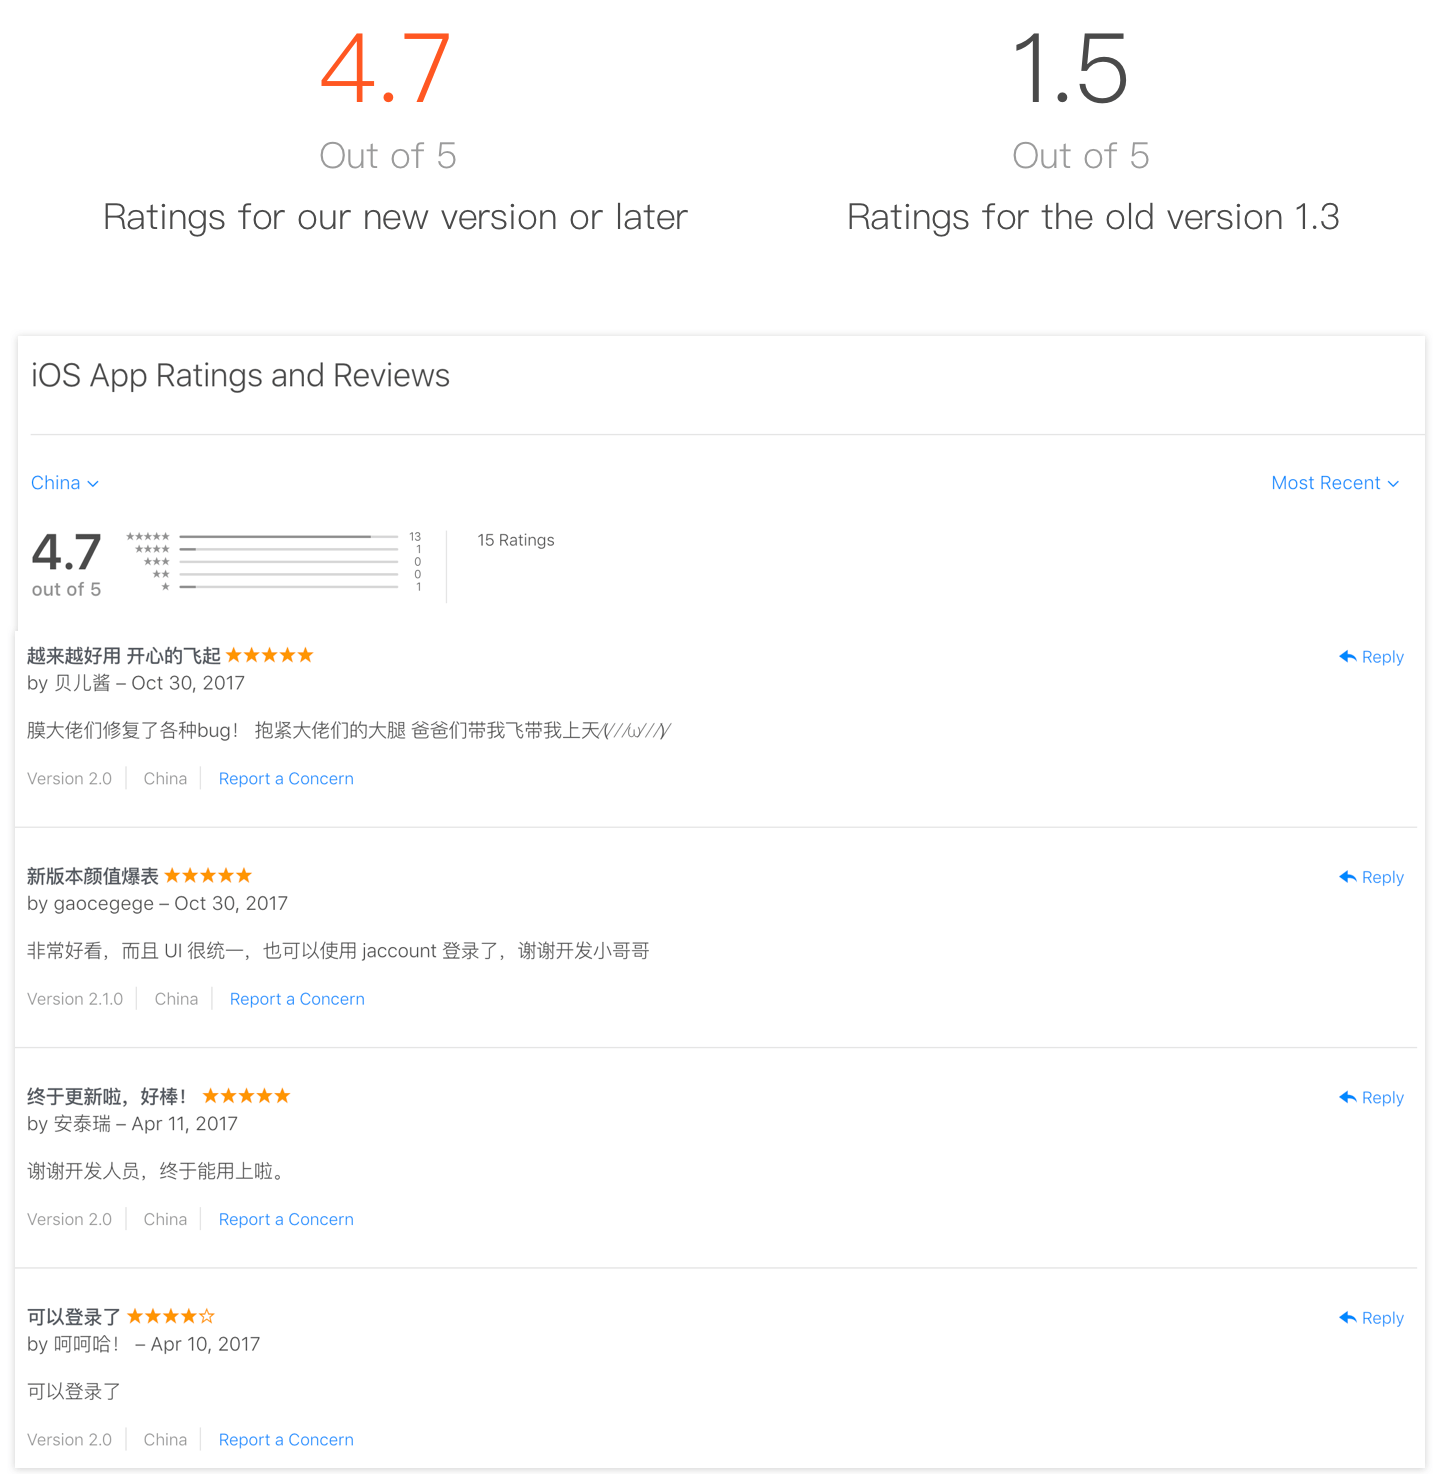 4.7
Out of 5
Ratings for our new version or later
1.5
Out of 5
Ratings for the old version 1.3
iOS App Ratings and Reviews
China
Most Recent
4.7
out of 5
★★★★★ 13
★★★★ 1
★★★ 0
★★ 0
★ 1
15 Ratings
越来越好用 开心的飞起 ★★★★★
Reply
by 贝儿酱 – Oct 30, 2017
膜大佬们修复了各种bug！ 抱紧大佬们的大腿 爸爸们带我飞带我上天
Version 2.0
China
Report a Concern
新版本颜值爆表 ★★★★★
Reply
by gaocegege – Oct 30, 2017
非常好看，而且 UI 很统一，也可以使用 jaccount 登录了，谢谢开发小哥哥
Version 2.1.0
China
Report a Concern
终于更新啦，好棒！ ★★★★★
Reply
by 安泰瑞 – Apr 11, 2017
谢谢开发人员，终于能用上啦。
Version 2.0
China
Report a Concern
可以登录了 ★★★★☆
Reply
by 呵呵哈！ – Apr 10, 2017
可以登录了
Version 2.0
China
Report a Concern